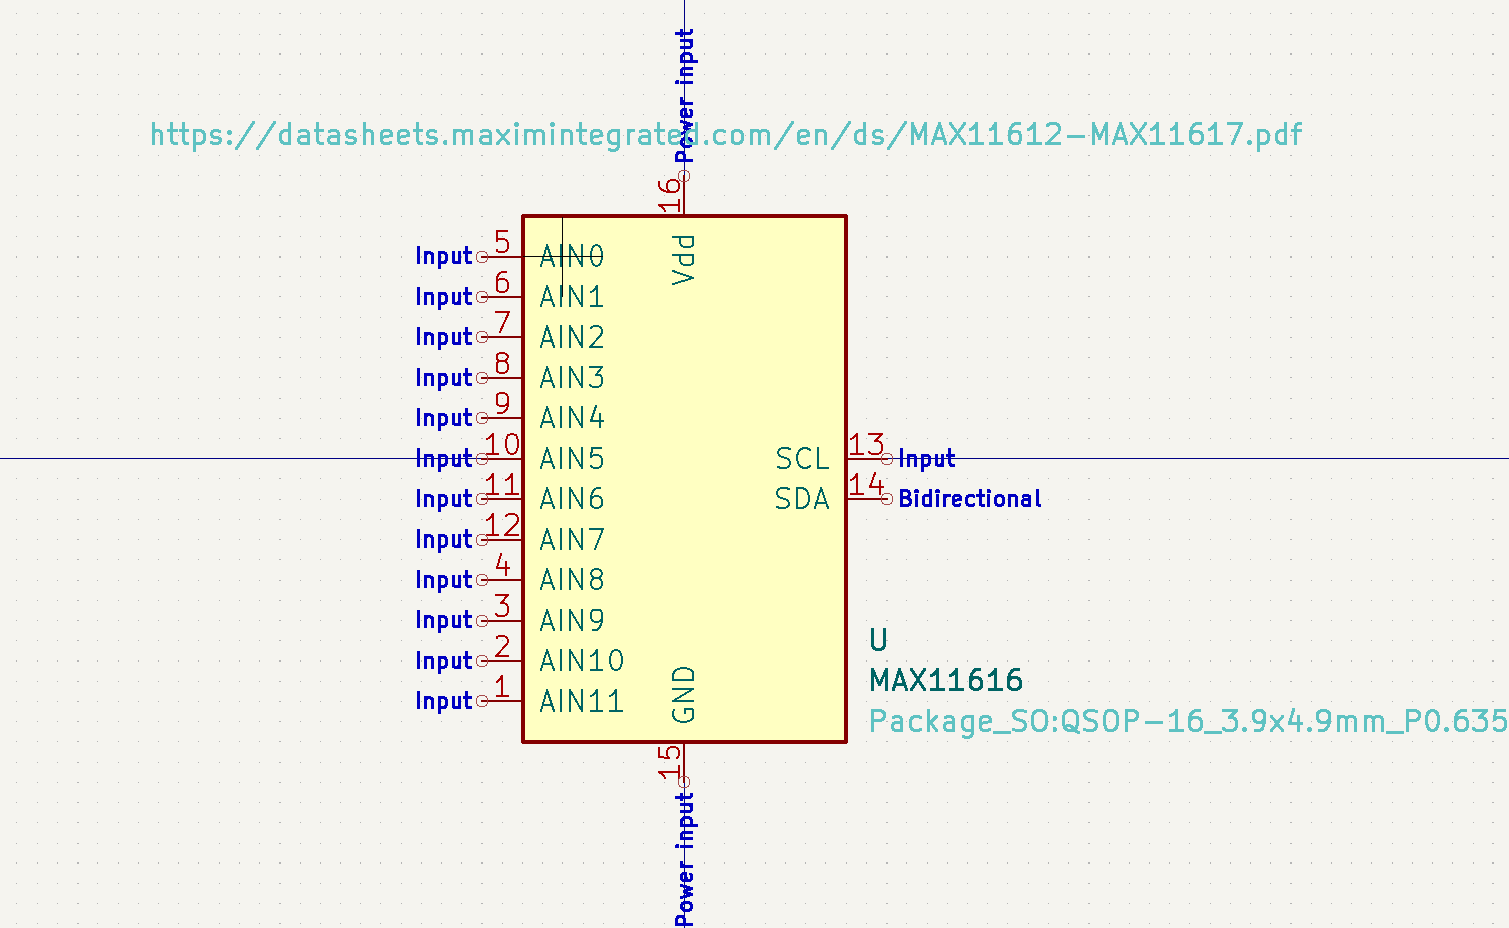 Power input
https://datasheets.maximintegrated.com/en/ds/MAX11612-MAX11617.pdf
16
Vdd
Input 5 AIN0
Input 6 AIN1
Input 7 AIN2
Input 8 AIN3
Input 9 AIN4
Input 10 AIN5 SCL 13 Input
Input 11 AIN6 SDA 14 Bidirectional
Input 12 AIN7
Input 4 AIN8
Input 3 AIN9
U
Input 2 AIN10
MAX11616
Input 1 AIN11
GND
Package_SO:QSOP-16_3.9x4.9mm_P0.635
15
Power input